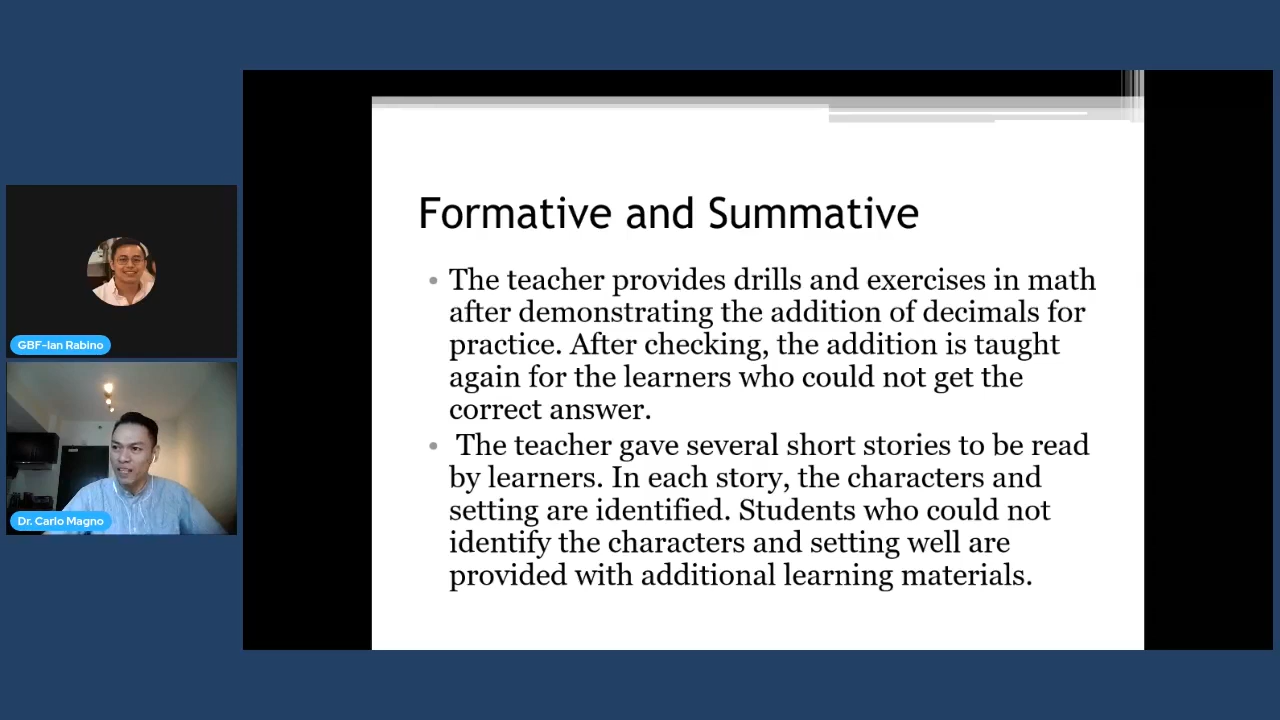 Formative and Summative
The teacher provides drills and exercises in math
after demonstrating the addition of decimals for
practice. After checking, the addition is taught
again for the learners who could not get the
correct answer.
The teacher gave several short stories to be read
by learners. In each story, the characters and
setting are identified. Students who could not
identify the characters and setting well are
provided with additional learning materials.
GBF-Ian Rabino
Dr. Carlo Magno